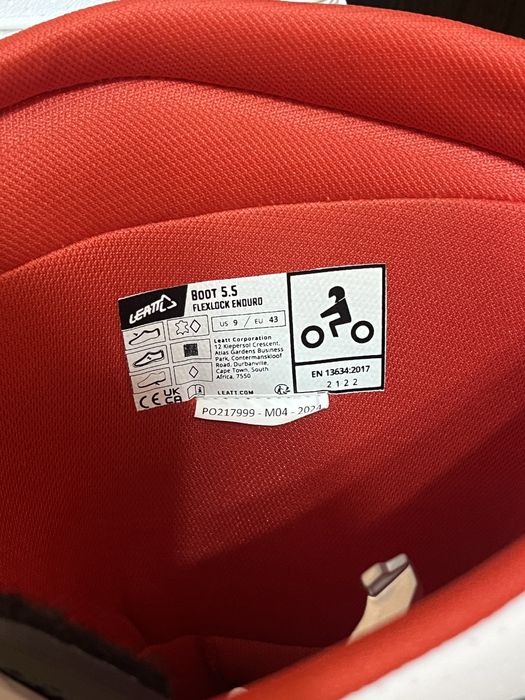 LEATT
BOOT 5.5
FLEXLOCK ENDURO
US 9 / EU 43
Leatt Corporation
12 Kiepersol Crescent,
Atlas Gardens Business
Park, Contermanskloof
Road, Durbanville,
Cape Town, South
Africa, 7550
CE UK CA
LEATT.COM
EN 13634:2017
2 1 2 2
PO217999 - M04 - 2024